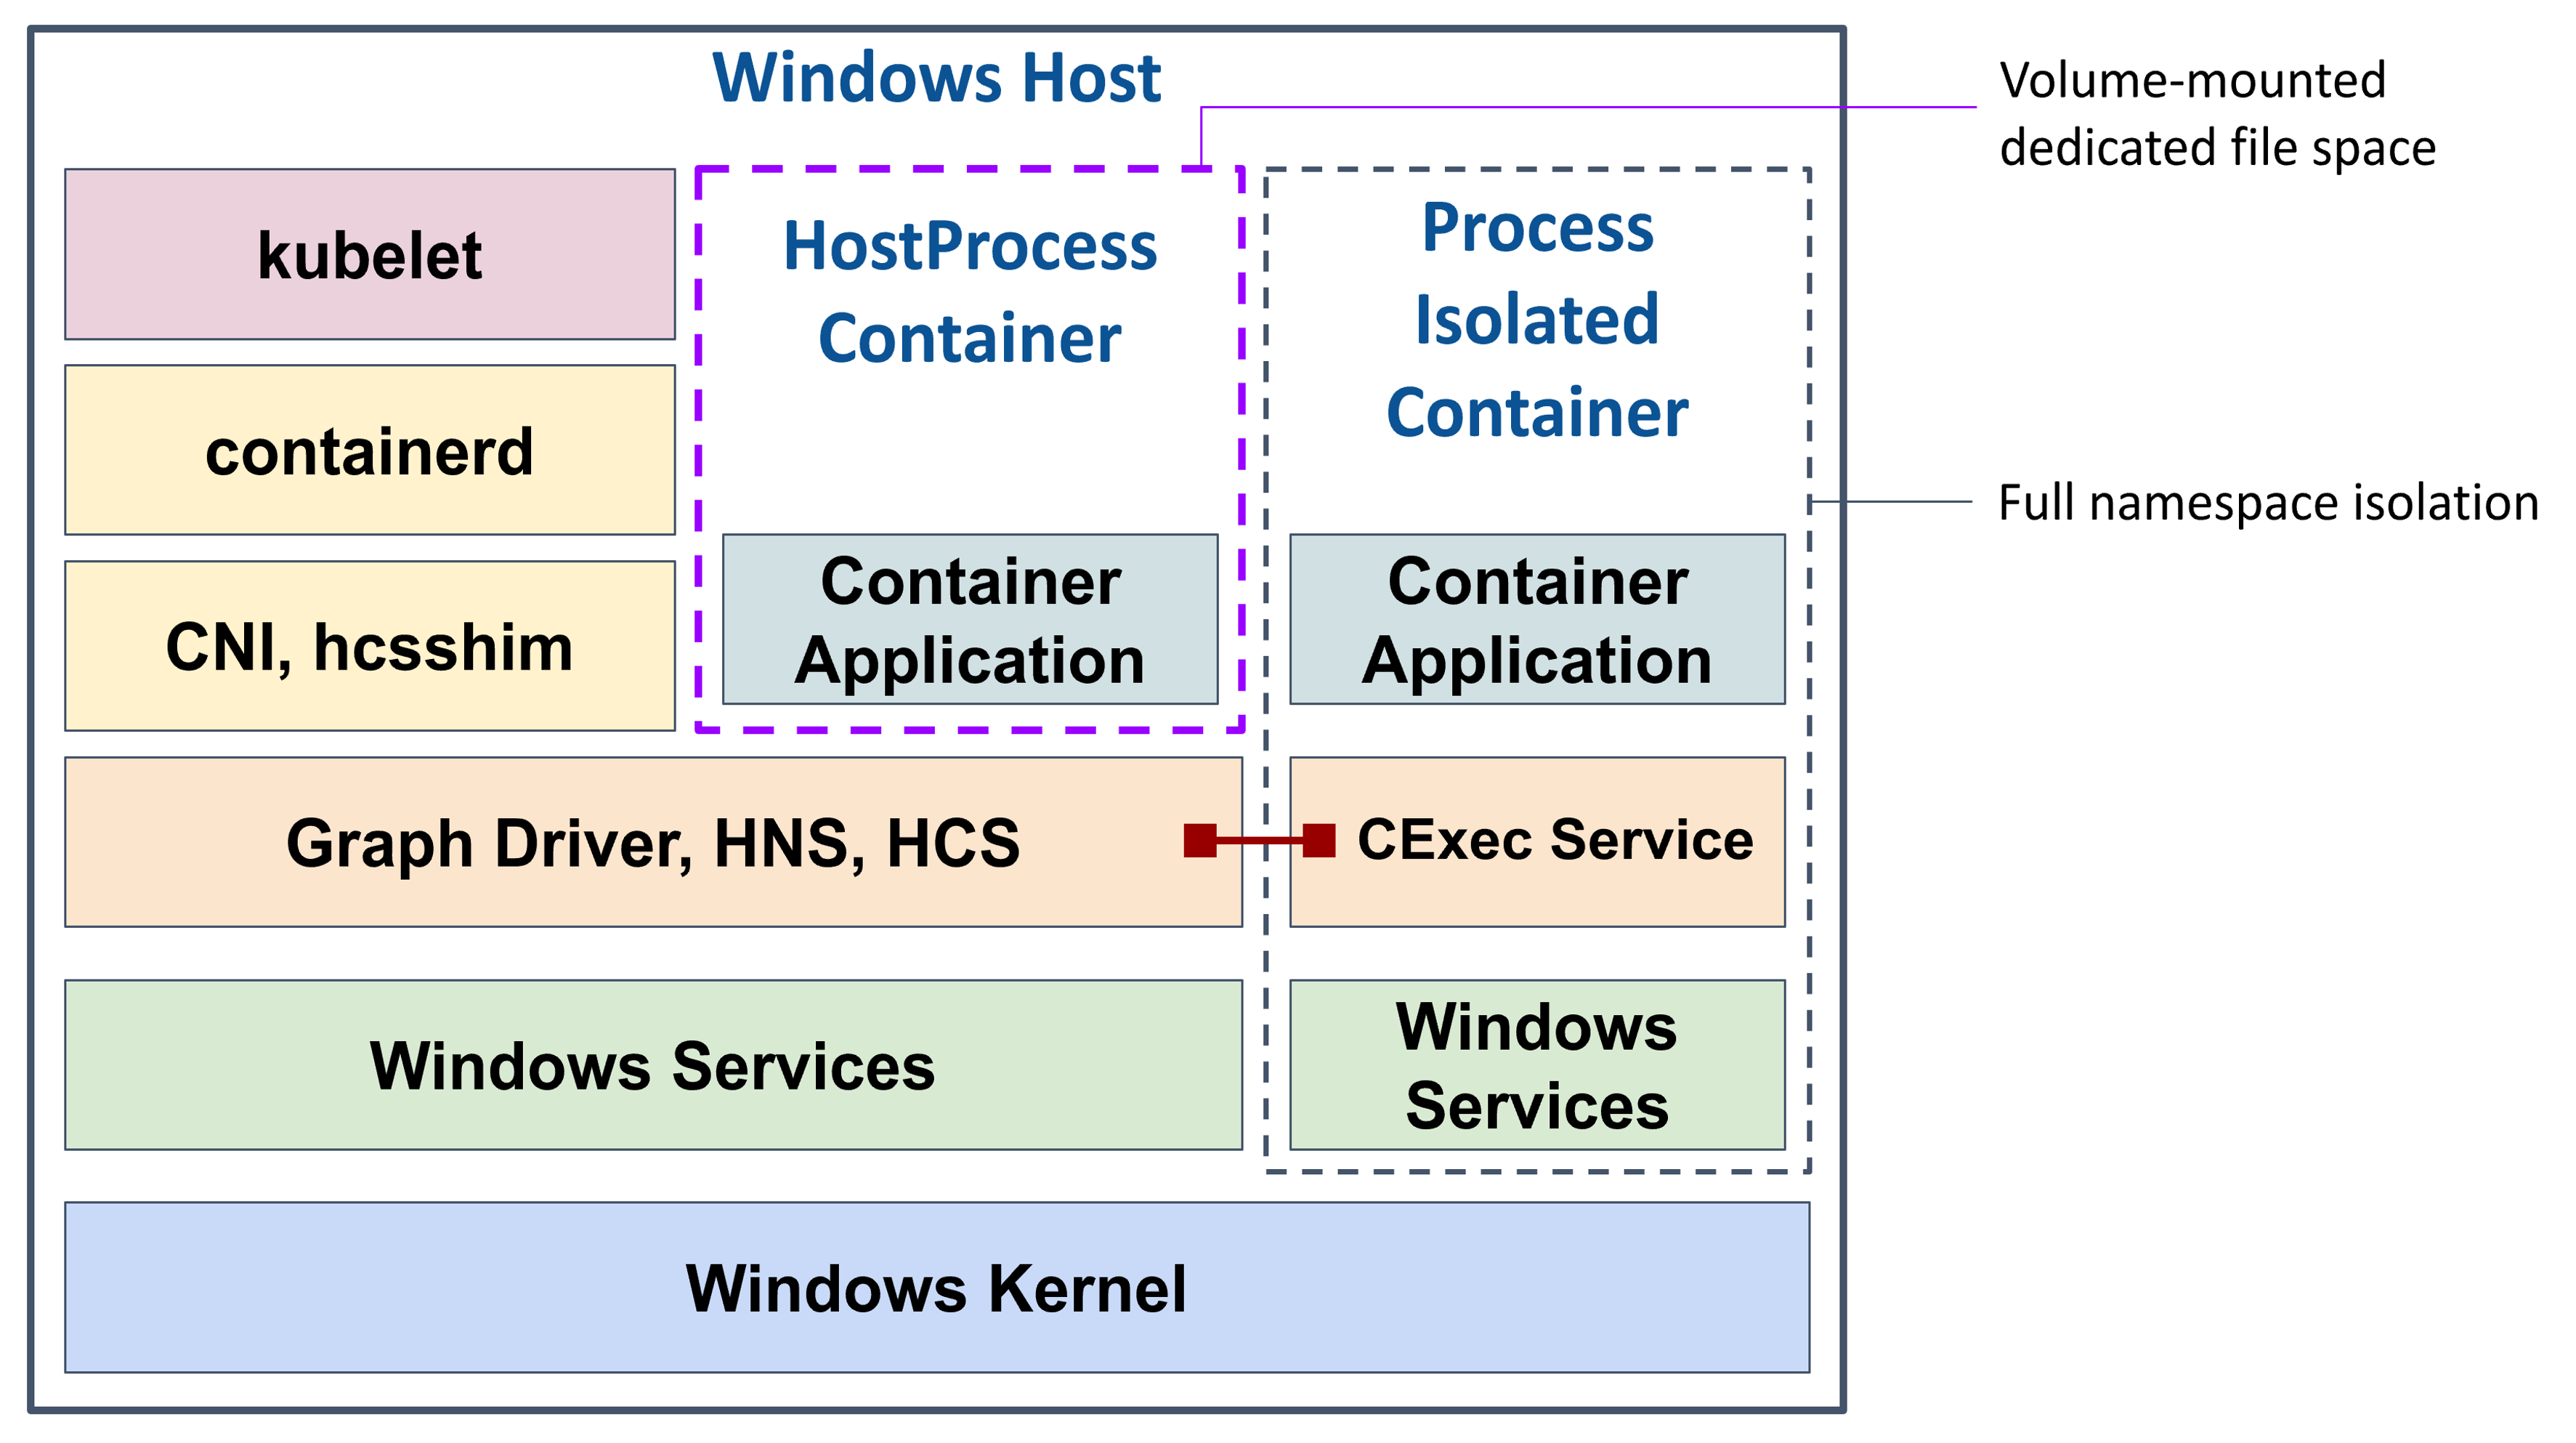 Windows Host
Volume-mounted
dedicated file space
kubelet
containerd
CNI, hcsshim
HostProcess
Container
Container
Application
Process
Isolated
Container
Container
Application
Full namespace isolation
Graph Driver, HNS, HCS
CExec Service
Windows Services
Windows
Services
Windows Kernel